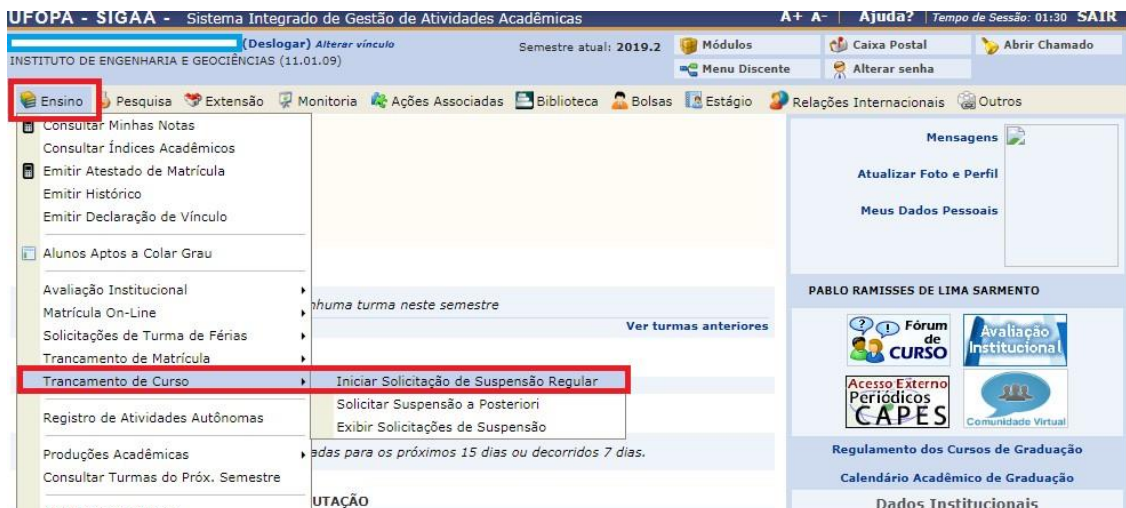 UFOPA - SIGAA - Sistema Integrado de Gestão de Atividades Acadêmicas
A+ A- | Ajuda? | Tempo de Sessão: 01:30 SAIR
(Deslogar) Alterar vínculo
INSTITUTO DE ENGENHARIA E GEOCIÊNCIAS (11.01.09)
Semestre atual: 2019.2
Módulos
Caixa Postal
Abrir Chamado
Menu Discente
Alterar senha
Ensino Pesquisa Extensão Monitoria Ações Associadas Biblioteca Bolsas Estágio Relações Internacionais Outros
Consultar Minhas Notas
Consultar Índices Acadêmicos
Emitir Atestado de Matrícula
Emitir Histórico
Emitir Declaração de Vínculo
Alunos Aptos a Colar Grau
Avaliação Institucional
Matrícula On-Line
Solicitações de Turma de Férias
Trancamento de Matrícula
Trancamento de Curso
Registro de Atividades Autônomas
Produções Acadêmicas
Consultar Turmas do Próx. Semestre
Iniciar Solicitação de Suspensão Regular
Solicitar Suspensão a Posteriori
Exibir Solicitações de Suspensão
nhuma turma neste semestre
Ver turmas anteriores
adas para os próximos 15 dias ou decorridos 7 dias.
UTAÇÃO
Mensagens
Atualizar Foto e Perfil
Meus Dados Pessoais
PABLO RAMISSES DE LIMA SARMENTO
Fórum
de
CURSO
Avaliação
Institucional
Acesso Externo
Periódicos
CAPES
Comunidade Virtual
Regulamento dos Cursos de Graduação
Calendário Acadêmico de Graduação
Dados Institucionais